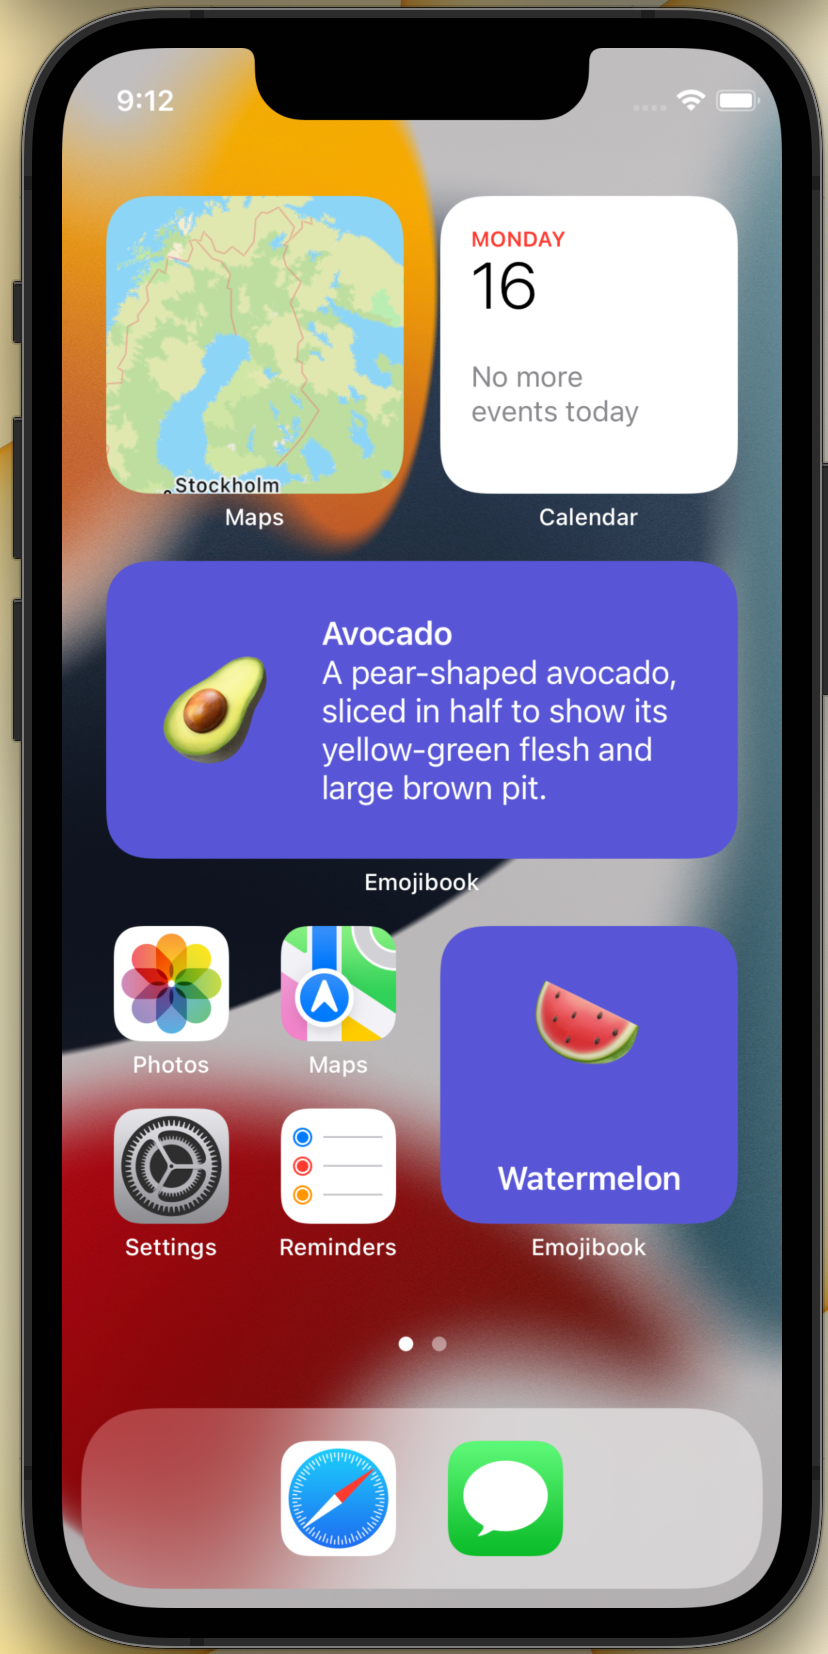 9:12
Stockholm
Maps
MONDAY
16
No more
events today
Calendar
Avocado
A pear-shaped avocado,
sliced in half to show its
yellow-green flesh and
large brown pit.
Emojibook
Photos
Maps
Settings
Reminders
Watermelon
Emojibook